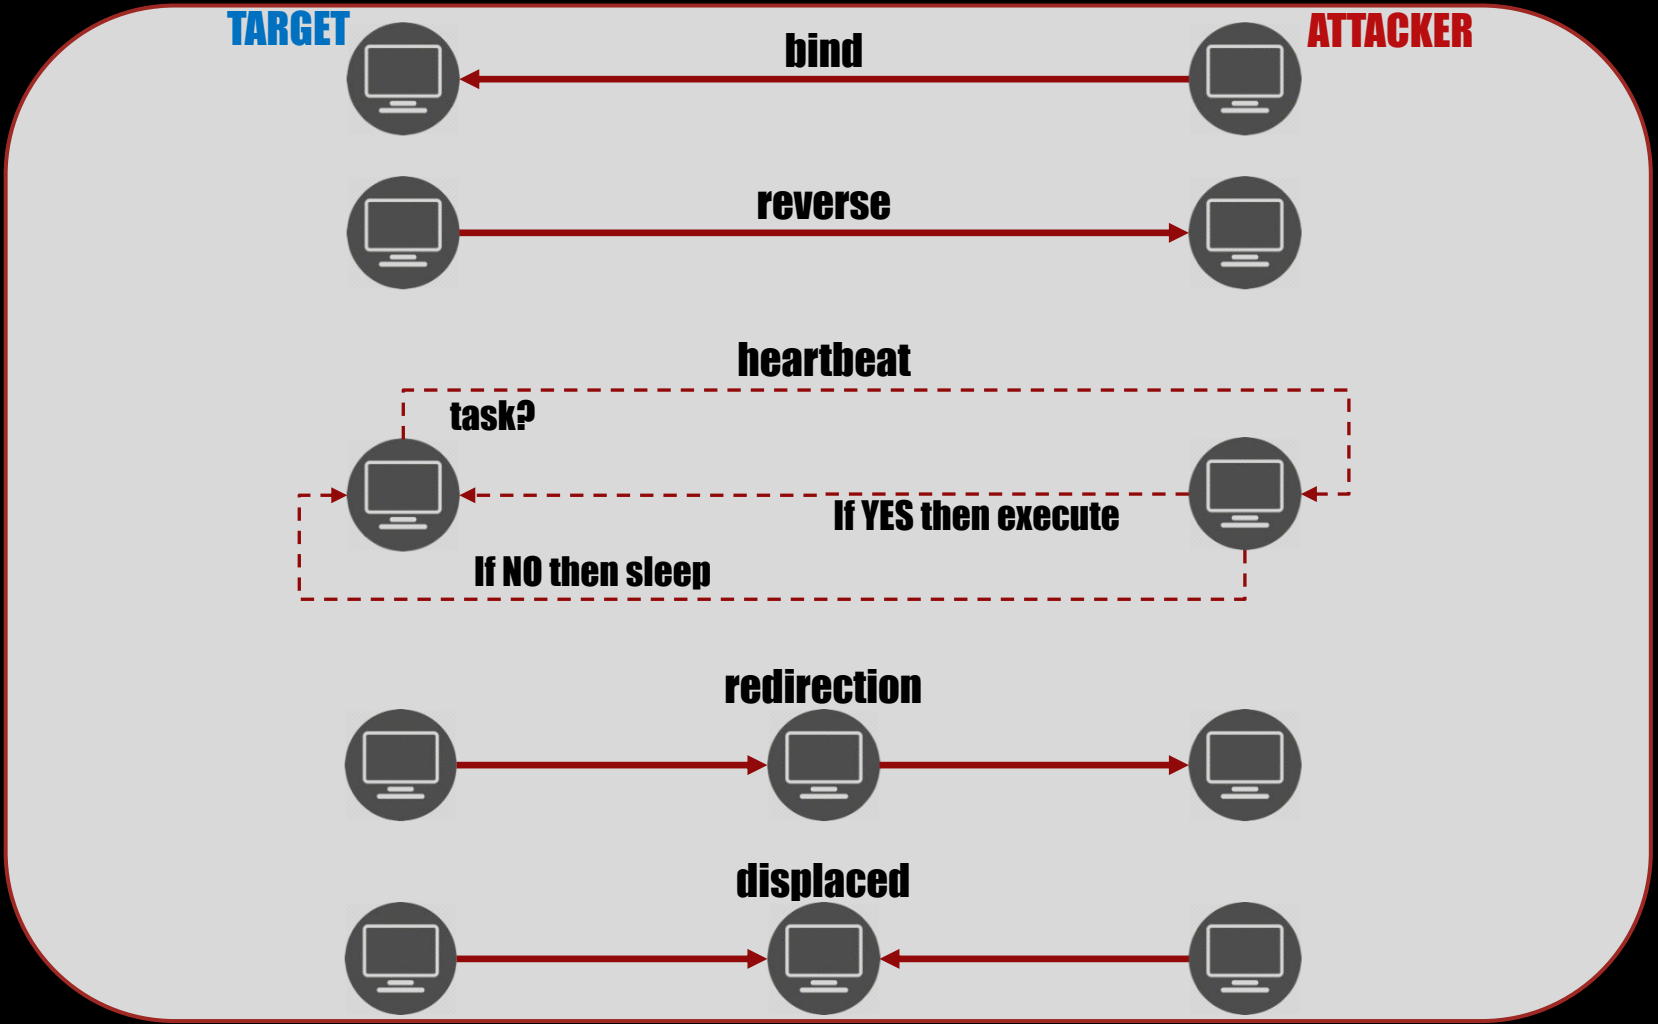 TARGET
ATTACKER
bind
reverse
heartbeat
task?
If YES then execute
If NO then sleep
redirection
displaced